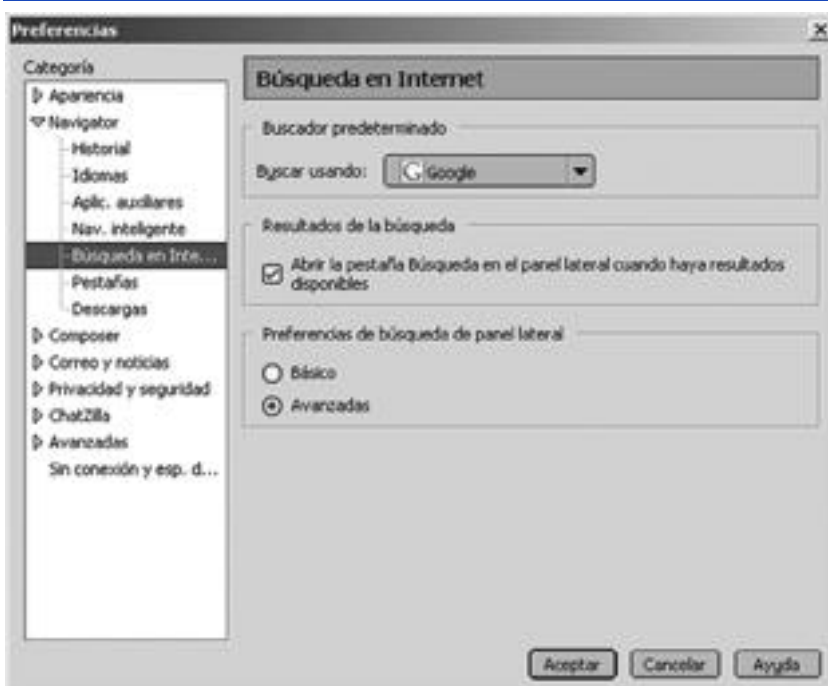 Preferencias
Categoría
Apariencia
Navigator
Historial
Idiomas
Aplic. auxiliares
Nav. inteligente
Búsqueda en Inte...
Pestañas
Descargas
Composer
Correo y noticias
Privacidad y seguridad
ChatZilla
Avanzadas
Sin conexión y esp. d...
Búsqueda en Internet
Buscador predeterminado
Buscar usando:
Google
Resultados de la búsqueda
Abrir la pestaña Búsqueda en el panel lateral cuando haya resultados
disponibles
Preferencias de búsqueda de panel lateral
Básico
Avanzadas
Aceptar
Cancelar
Ayuda